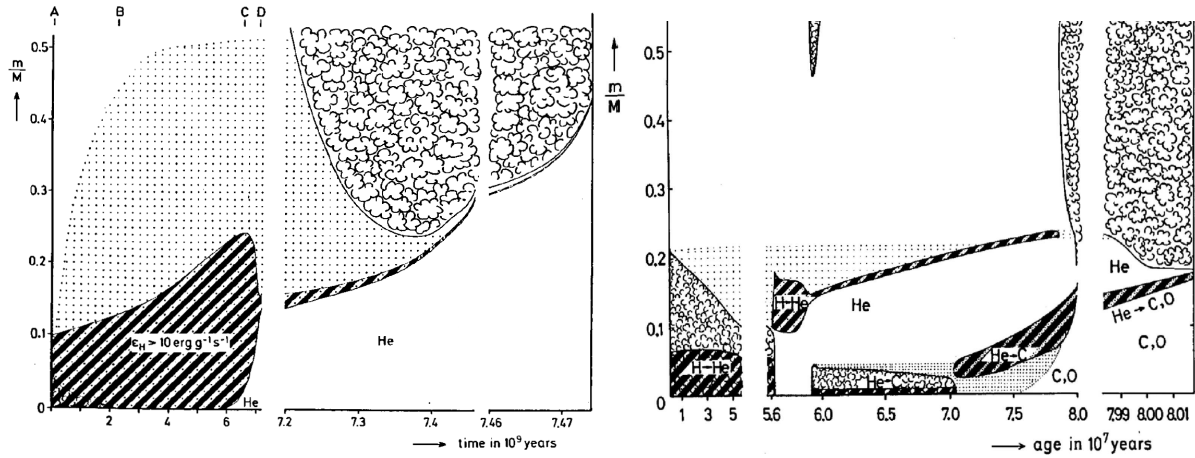 A B C D
0.5
m/M
0.4
0.3
0.2
0.1
0
ε_H > 10 erg g⁻¹ s⁻¹
He
2 4 6
He
7.2 7.3 7.4 7.46 7.47
time in 10⁹ years
m/M
0.5
0.4
0.3
0.2
0.1
0
H→He
H→He
He
He→C
He→C
C,O
He
He→C,O
C,O
1 3 5 5.6 6.0 6.5 7.0 7.5 8.0 7.99 8.00 8.01
age in 10⁷ years